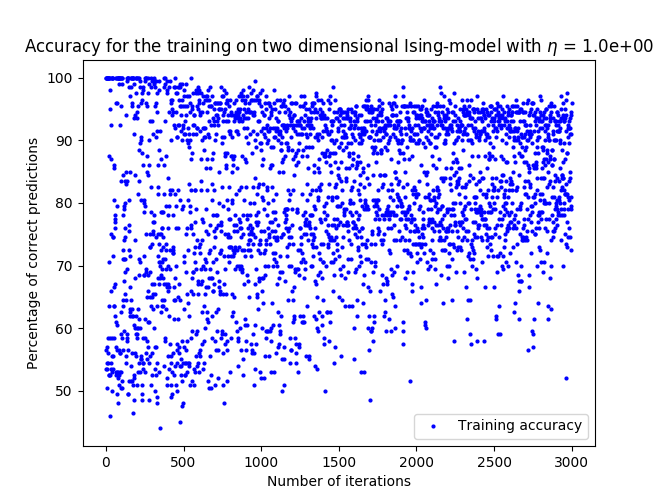 Accuracy for the training on two dimensional Ising-model with η = 1.0e+00
100
90
80
70
60
50
Percentage of correct predictions
Training accuracy
0 500 1000 1500 2000 2500 3000
Number of iterations